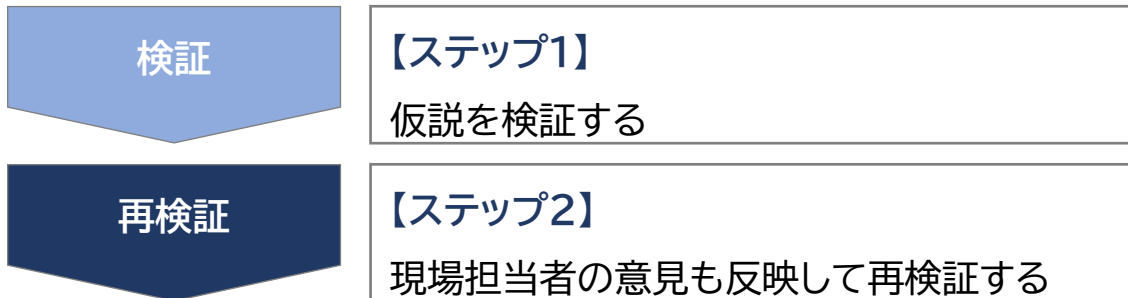 検証
【ステップ1】
仮説を検証する
再検証
【ステップ2】
現場担当者の意見も反映して再検証する